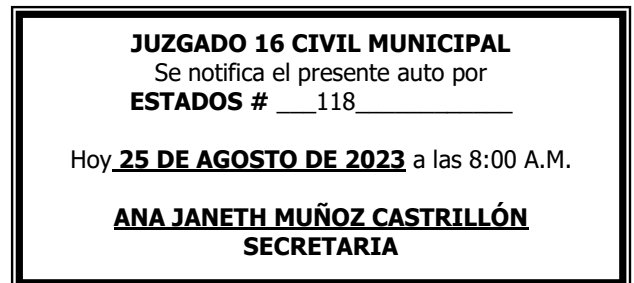 JUZGADO 16 CIVIL MUNICIPAL
Se notifica el presente auto por
ESTADOS # ___118____________
Hoy 25 DE AGOSTO DE 2023 a las 8:00 A.M.
ANA JANETH MUÑOZ CASTRILLÓN
SECRETARIA